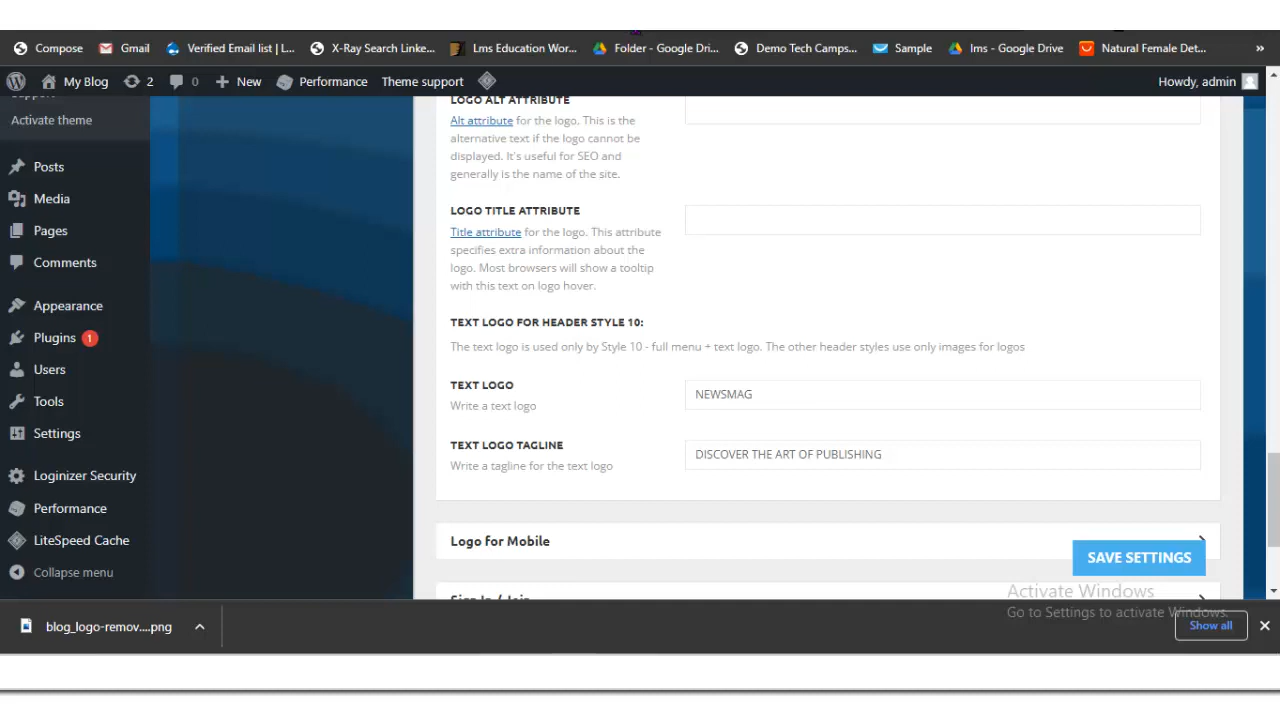 Compose Gmail Verified Email list | L... X-Ray Search Linke... Lms Education Wor... Folder - Google Dri... Demo Tech Camps... Sample lms - Google Drive Natural Female Det... »
My Blog 2 0 New Performance Theme support Howdy, admin
Support
Activate theme
Posts
Media
Pages
Comments
Appearance
Plugins 1
Users
Tools
Settings
Loginizer Security
Performance
LiteSpeed Cache
Collapse menu
LOGO ALT ATTRIBUTE
Alt attribute for the logo. This is the
alternative text if the logo cannot be
displayed. It's useful for SEO and
generally is the name of the site.
LOGO TITLE ATTRIBUTE
Title attribute for the logo. This attribute
specifies extra information about the
logo. Most browsers will show a tooltip
with this text on logo hover.
TEXT LOGO FOR HEADER STYLE 10:
The text logo is used only by Style 10 - full menu + text logo. The other header styles use only images for logos
TEXT LOGO
Write a text logo
NEWSMAG
TEXT LOGO TAGLINE
Write a tagline for the text logo
DISCOVER THE ART OF PUBLISHING
Logo for Mobile
SAVE SETTINGS
Sign In / Join
Activate Windows
Go to Settings to activate Windows.
blog_logo-remov....png
Show all